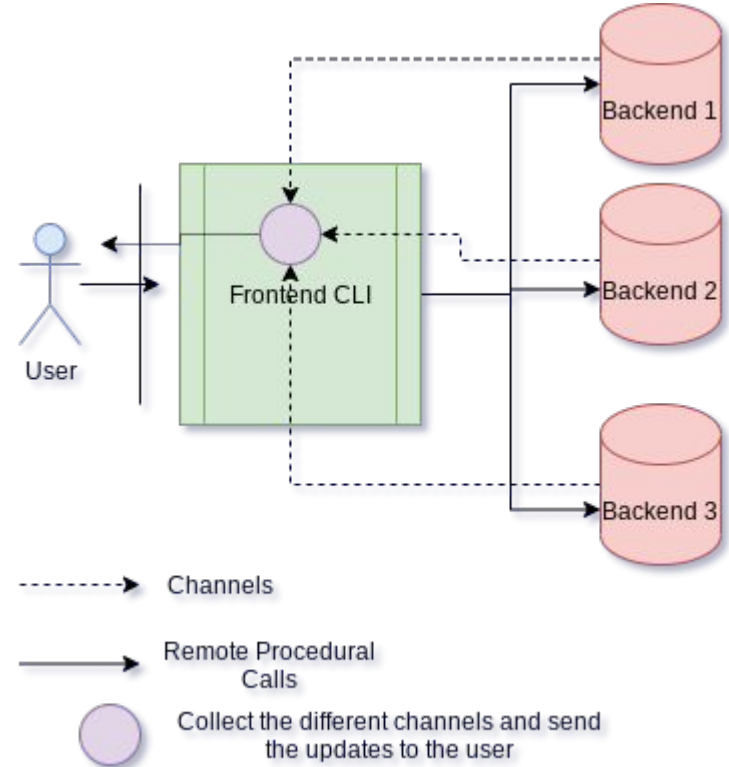 Backend 1
Frontend CLI
Backend 2
User
Backend 3
Channels
Remote Procedural
Calls
Collect the different channels and send
the updates to the user